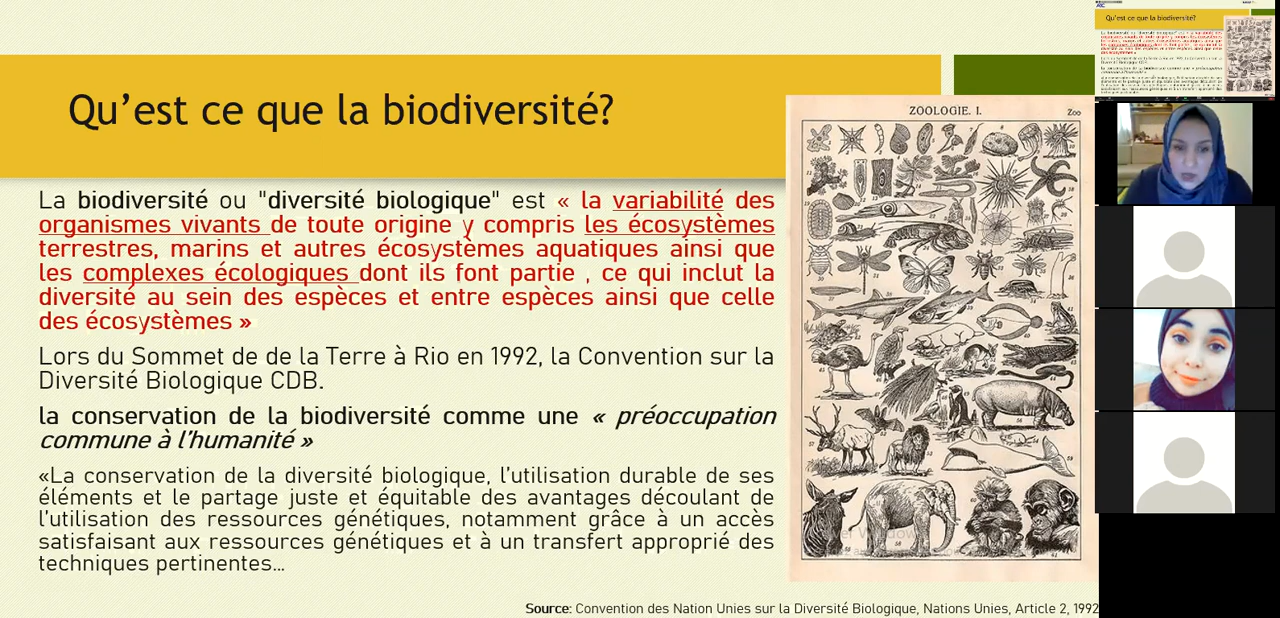 Qu’est ce que la biodiversité?
La biodiversité ou "diversité biologique" est « la variabilité des
organismes vivants de toute origine y compris les écosystèmes
terrestres, marins et autres écosystèmes aquatiques ainsi que
les complexes écologiques dont ils font partie , ce qui inclut la
diversité au sein des espèces et entre espèces ainsi que celle
des écosystèmes »
Lors du Sommet de de la Terre à Rio en 1992, la Convention sur la
Diversité Biologique CDB.
la conservation de la biodiversité comme une « préoccupation
commune à l’humanité »
«La conservation de la diversité biologique, l’utilisation durable de ses
éléments et le partage juste et équitable des avantages découlant de
l’utilisation des ressources génétiques, notamment grâce à un accès
satisfaisant aux ressources génétiques et à un transfert approprié des
techniques pertinentes…
Source: Convention des Nation Unies sur la Diversité Biologique, Nations Unies, Article 2, 1992
ZOOLOGIE. I.
Zoo
Qu’est ce que la biodiversité?